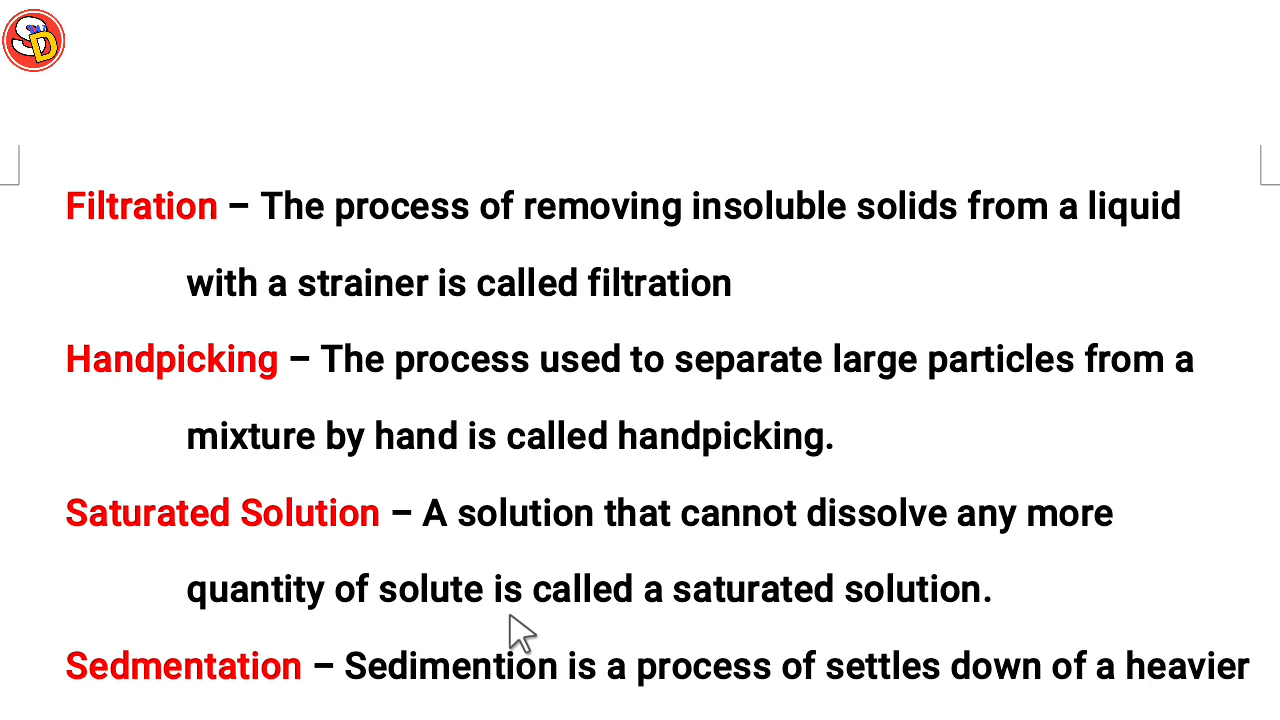 SD
Filtration – The process of removing insoluble solids from a liquid
with a strainer is called filtration
Handpicking – The process used to separate large particles from a
mixture by hand is called handpicking.
Saturated Solution – A solution that cannot dissolve any more
quantity of solute is called a saturated solution.
Sedmentation – Sedimention is a process of settles down of a heavier